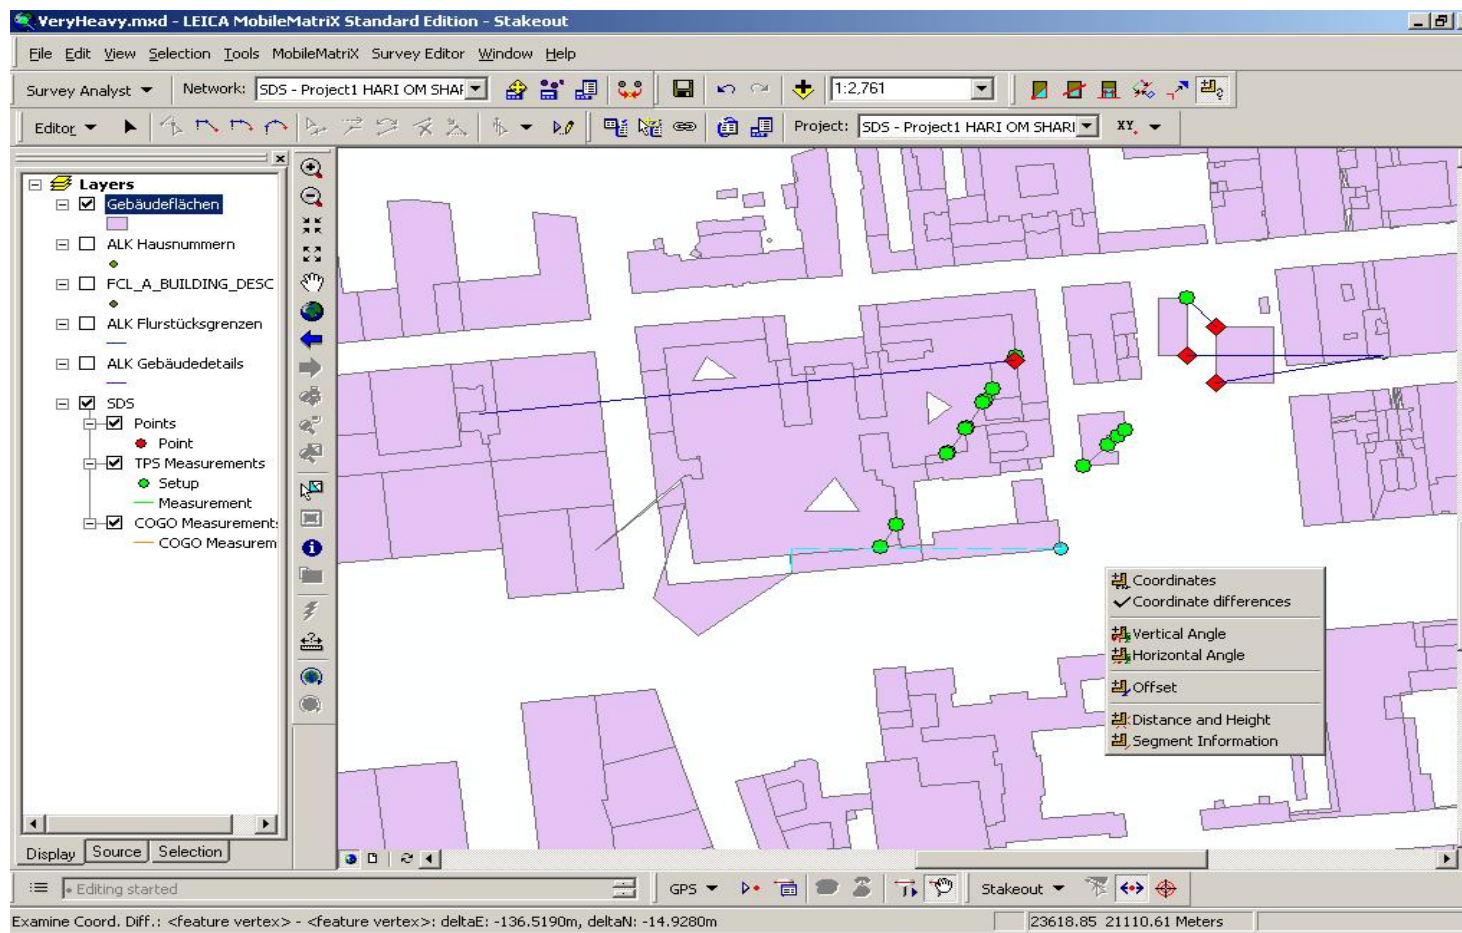 VeryHeavy.mxd - LEICA MobileMatriX Standard Edition - Stakeout
File Edit View Selection Tools MobileMatriX Survey Editor Window Help
Survey Analyst Network: SDS - Project1 HARI OM SHAR 1:2,761
Editor Project: SDS - Project1 HARI OM SHARI XY
Layers
Gebäudeflächen
ALK Hausnummern
FCL_A_BUILDING_DESC
ALK Flurstücksgrenzen
ALK Gebäudedetails
SDS
Points
Point
TPS Measurements
Setup
Measurement
COGO Measurement
COGO Measurem
Coordinates
Coordinate differences
Vertical Angle
Horizontal Angle
Offset
Distance and Height
Segment Information
Display Source Selection
Editing started GPS Stakeout
Examine Coord. Diff.: <feature vertex> - <feature vertex>: deltaE: -136.5190m, deltaN: -14.9280m 23618.85 21110.61 Meters